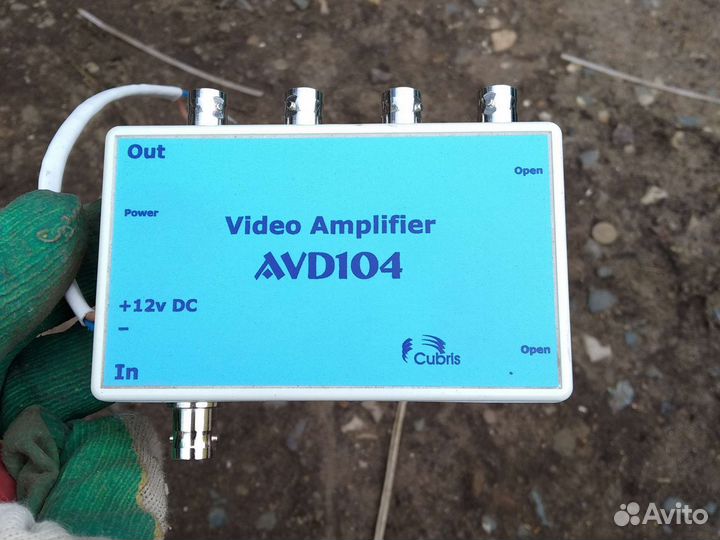 Out
Open
Power
Video Amplifier
AVD104
+12v DC
–
Cubris
Open
In
Avito